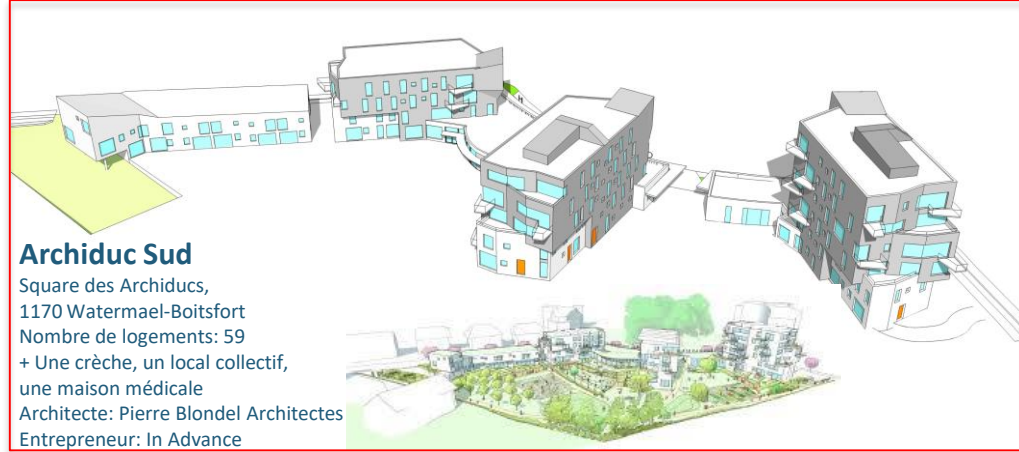 Archiduc Sud
Square des Archiducs,
1170 Watermael-Boitsfort
Nombre de logements: 59
+ Une crèche, un local collectif,
une maison médicale
Architecte: Pierre Blondel Architectes
Entrepreneur: In Advance